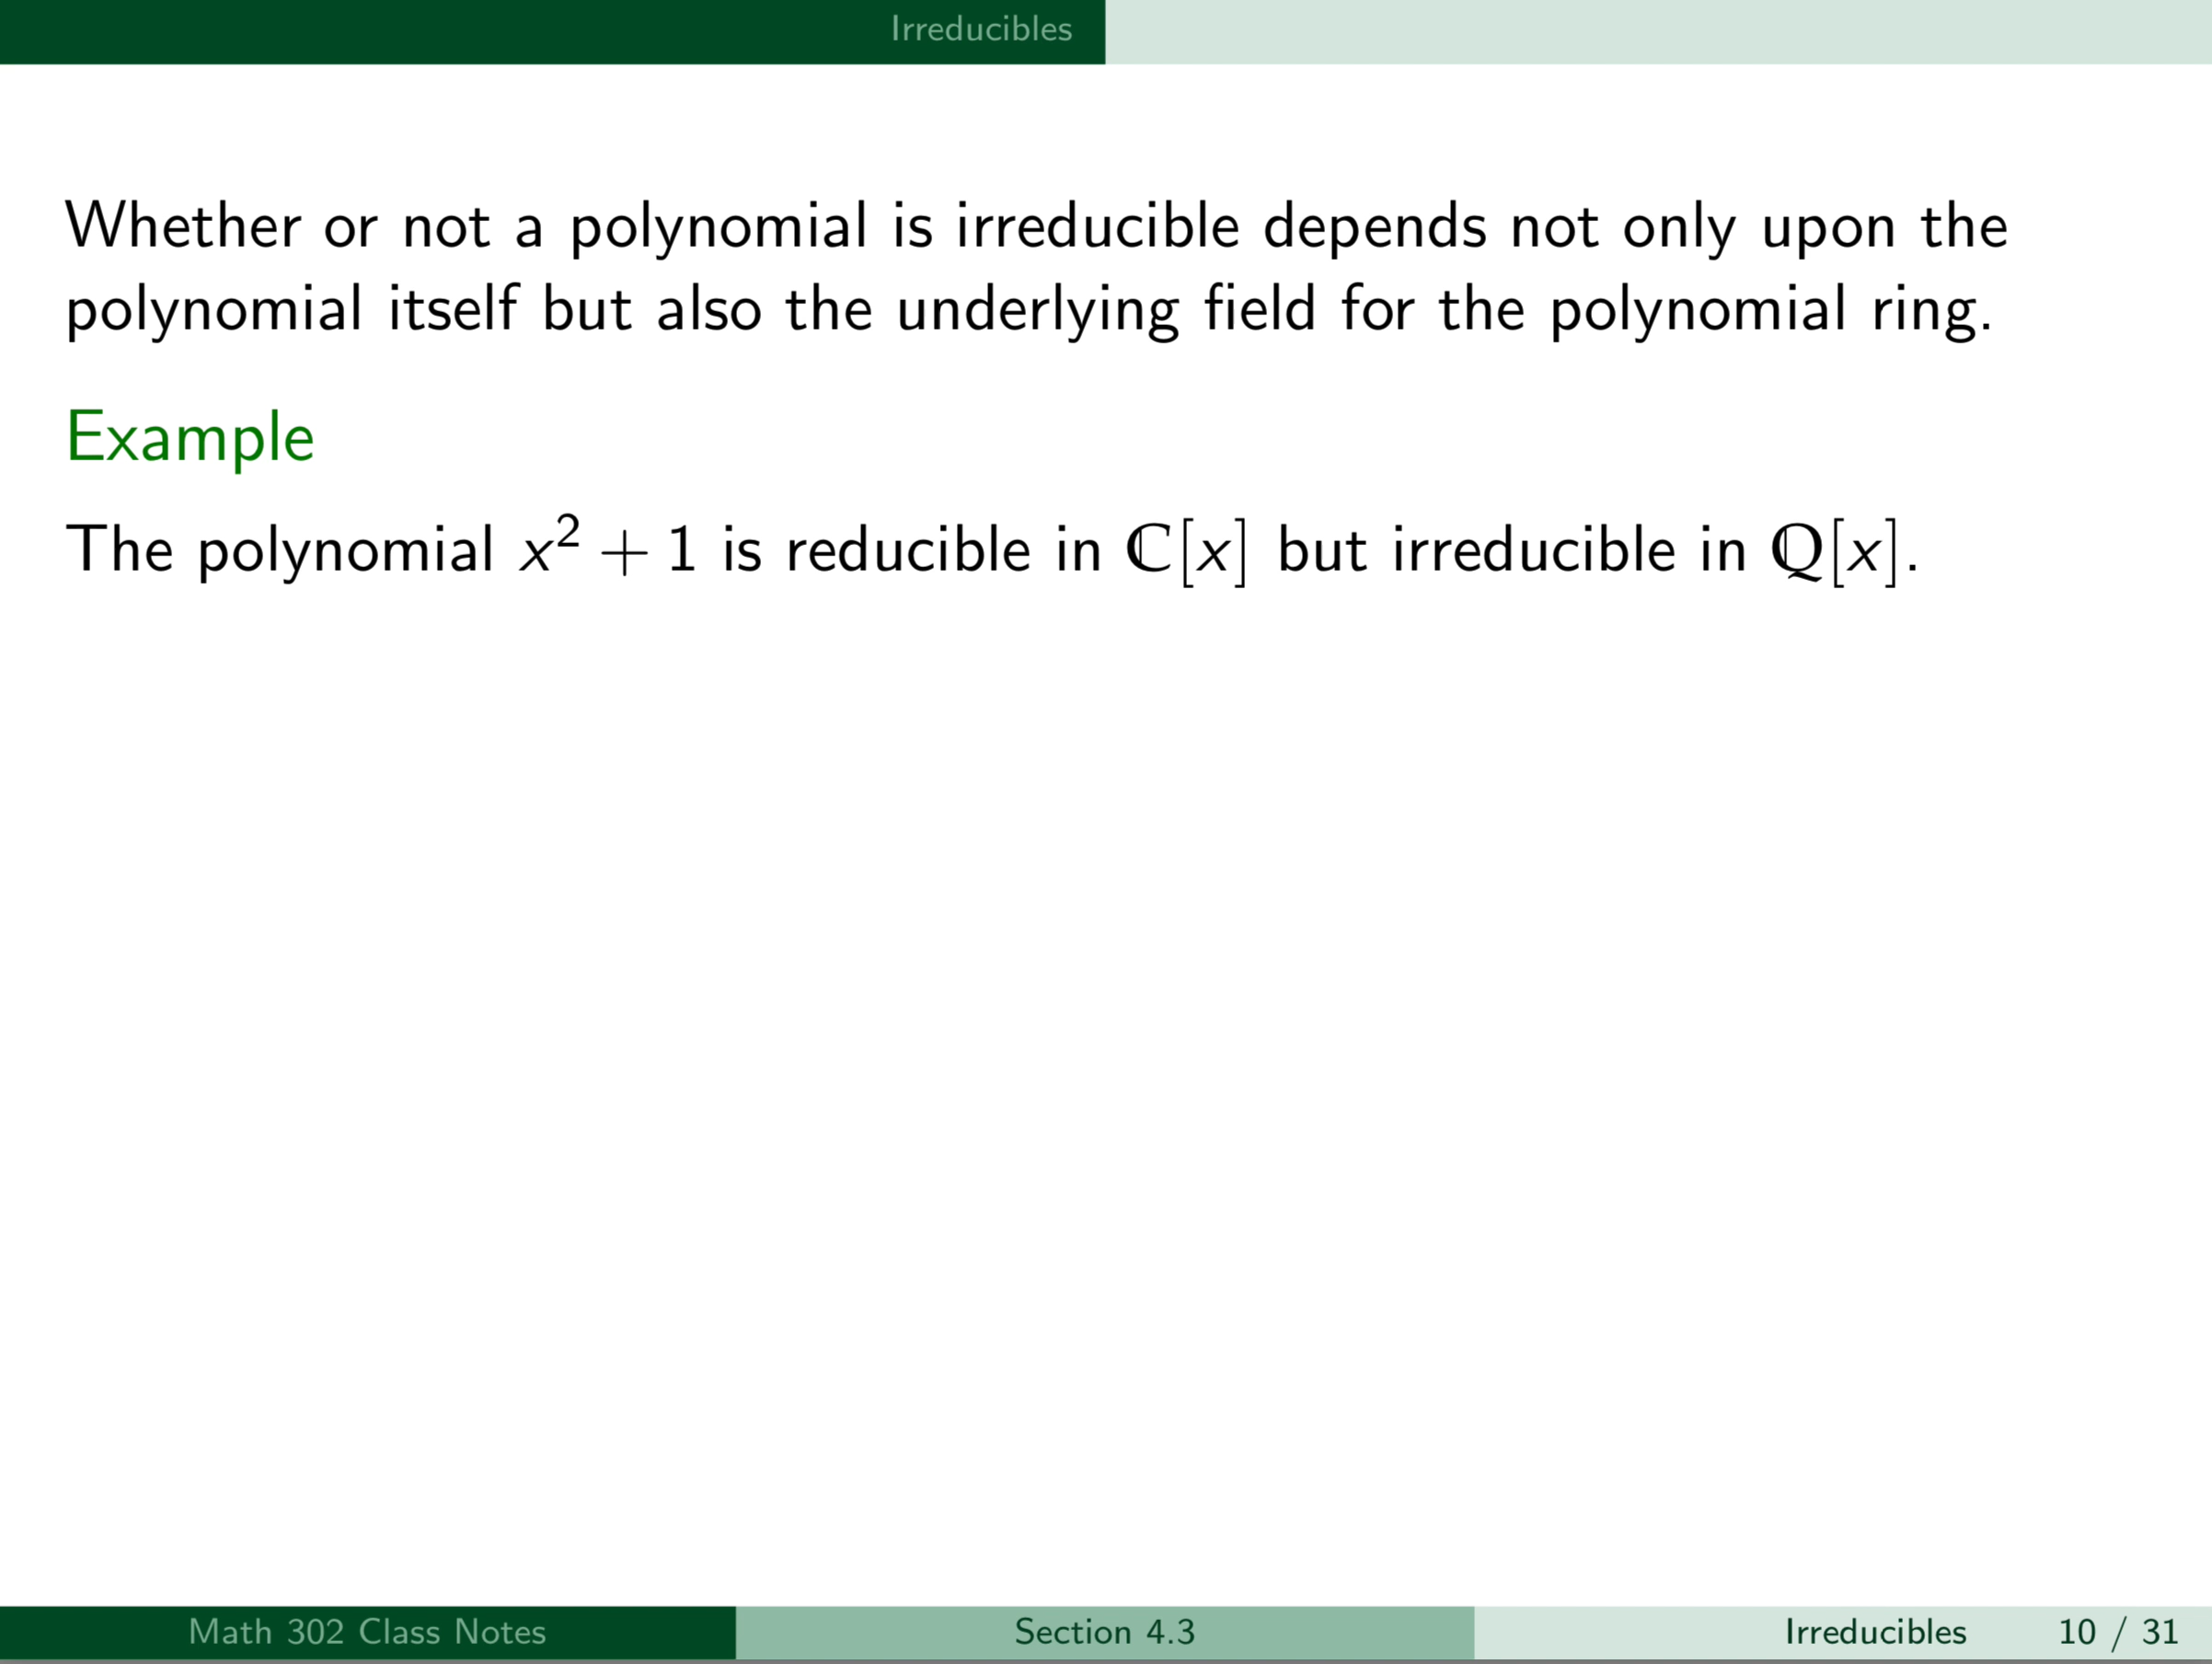 Irreducibles
Whether or not a polynomial is irreducible depends not only upon the
polynomial itself but also the underlying field for the polynomial ring.
Example
The polynomial x² + 1 is reducible in ℂ[x] but irreducible in ℚ[x].
Math 302 Class Notes Section 4.3 Irreducibles 10 / 31